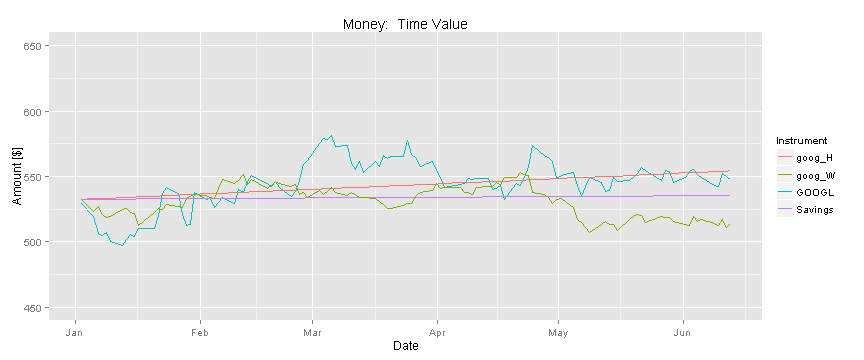 Money:  Time Value
650
600
550
500
450
Amount [$]
Jan
Feb
Mar
Apr
May
Jun
Date
Instrument
goog_H
goog_W
GOOGL
Savings